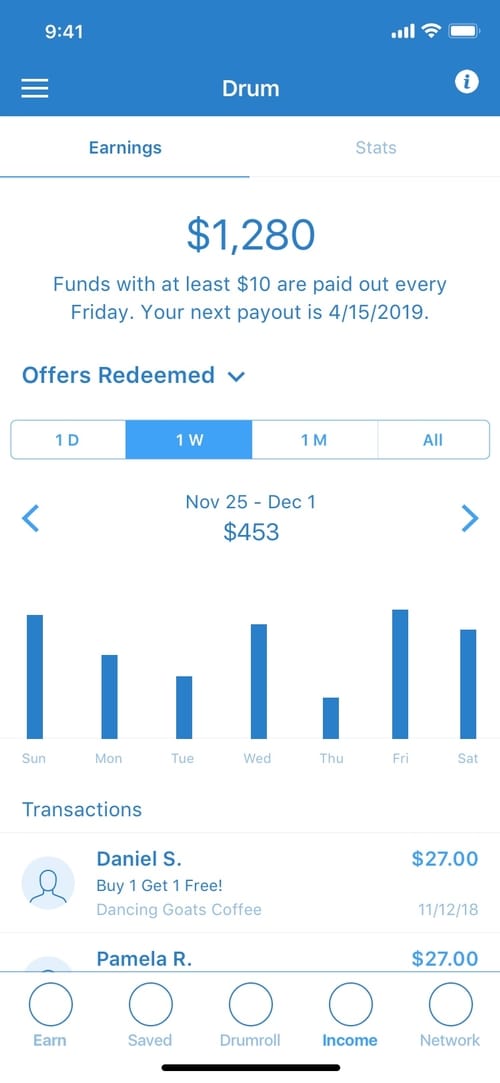 9:41
Drum
Earnings
Stats
$1,280
Funds with at least $10 are paid out every
Friday. Your next payout is 4/15/2019.
Offers Redeemed
1 D
1 W
1 M
All
Nov 25 - Dec 1
$453
Sun
Mon
Tue
Wed
Thu
Fri
Sat
Transactions
Daniel S.
$27.00
Buy 1 Get 1 Free!
Dancing Goats Coffee
11/12/18
Pamela R.
$27.00
Earn
Saved
Drumroll
Income
Network